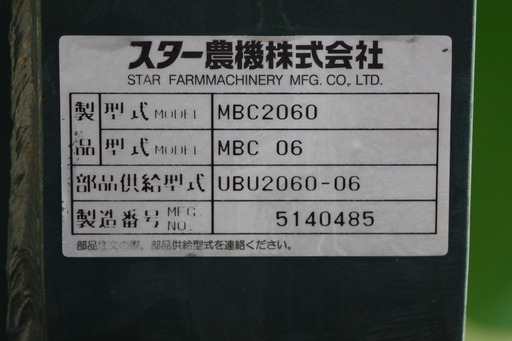 スター農機株式会社
STAR FARMMACHINERY MFG. CO., LTD.
製 型式 MODEL MBC2060
品 型式 MODEL MBC 06
部品供給型式 UBU2060-06
製造番号 MFG. NO. 5140485
部品注文の際、部品供給型式を連絡ください。